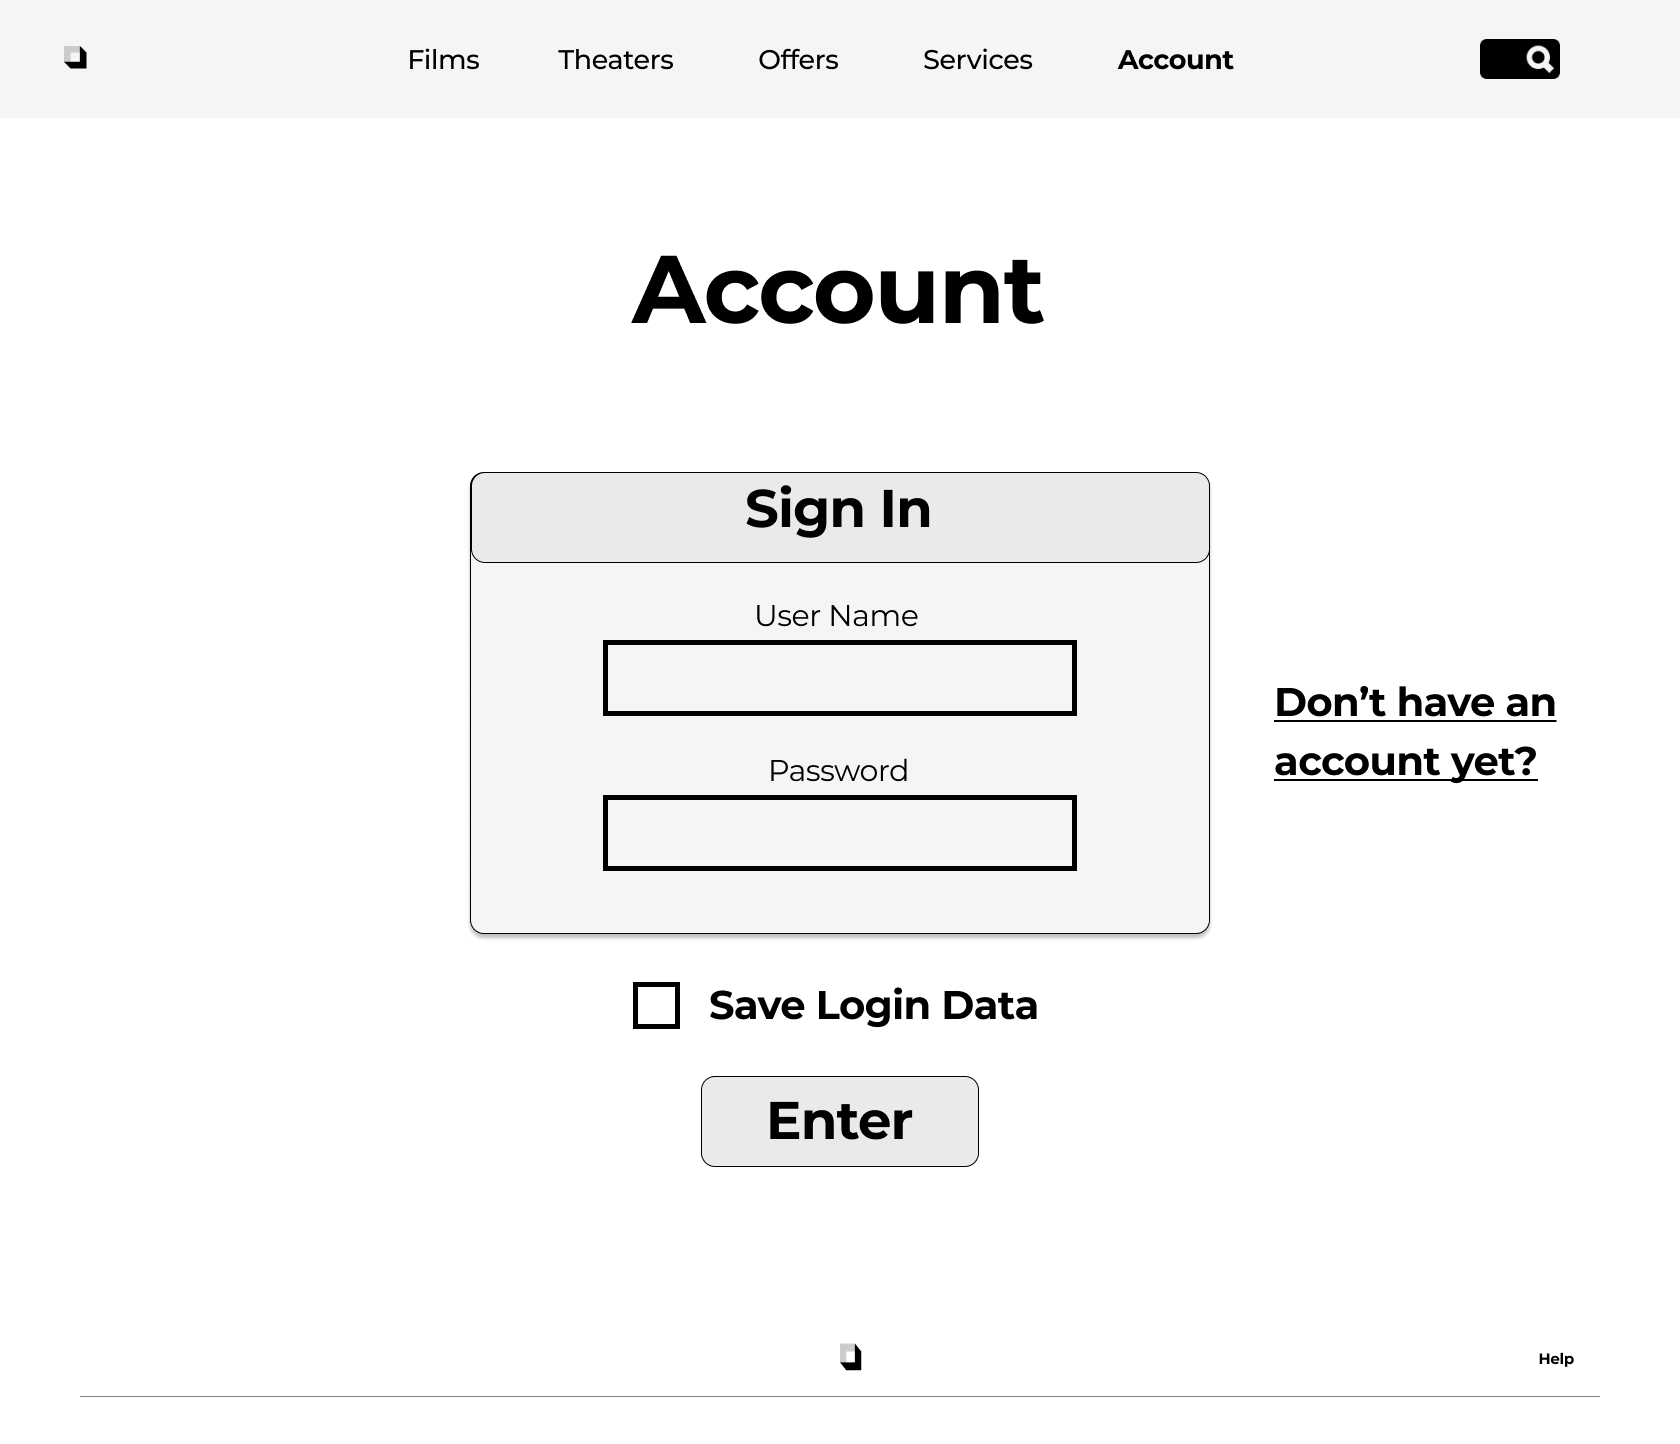 Films Theaters Offers Services Account
Account
Sign In
User Name
Password
Don’t have an
account yet?
Save Login Data
Enter
Help